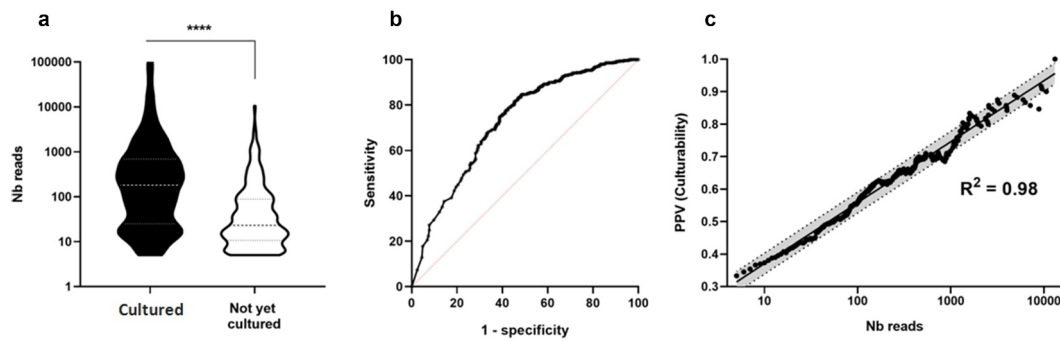 a
****
100000
10000
1000
100
10
1
Nb reads
Cultured
Not yet
cultured
b
100
80
60
40
20
0
Sensitivity
0 20 40 60 80 100
1 - specificity
c
1.0
0.9
0.8
0.7
0.6
0.5
0.4
0.3
PPV (Culturability)
R² = 0.98
10 100 1000 10000
Nb reads